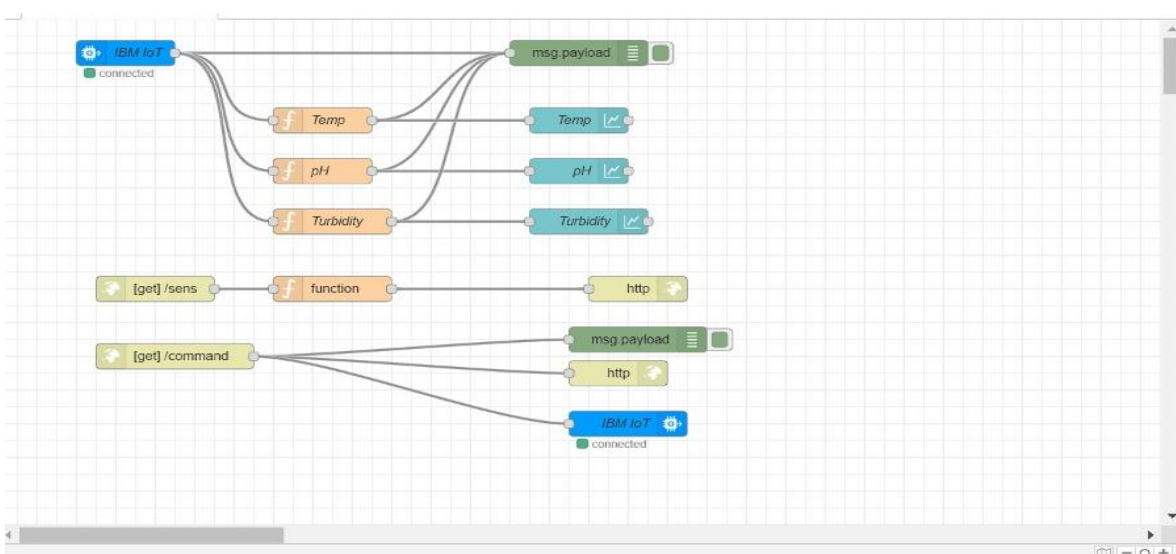 IBM IoT
connected
msg.payload
f Temp
Temp
f pH
pH
f Turbidity
Turbidity
[get] /sens
f function
http
[get] /command
msg.payload
http
IBM IoT
connected